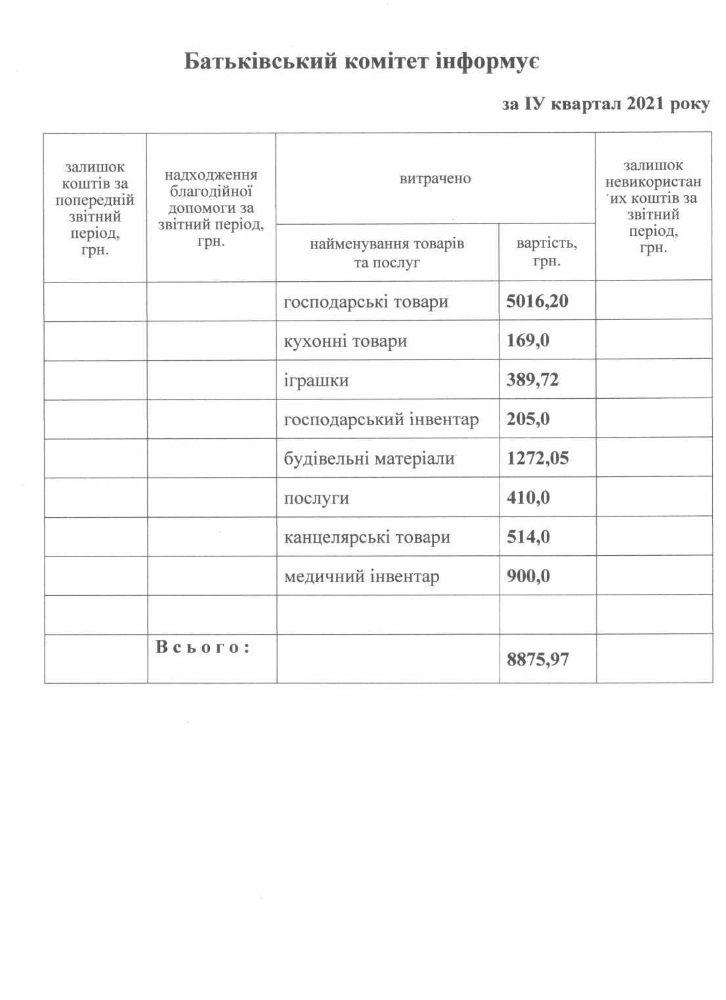 Батьківський комітет інформує
за ІУ квартал 2021 року
залишок
коштів за
попередній
звітний
період,
грн.
надходження
благодійної
допомоги за
звітний період,
грн.
витрачено
залишок
невикористан
их коштів за
звітний
період,
грн.
найменування товарів
та послуг
вартість,
грн.
господарські товари 5016,20
кухонні товари 169,0
іграшки 389,72
господарський інвентар 205,0
будівельні матеріали 1272,05
послуги 410,0
канцелярські товари 514,0
медичний інвентар 900,0
В с ь о г о : 8875,97